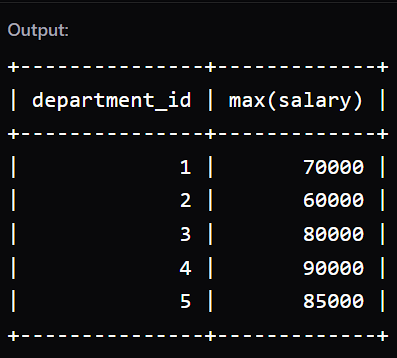 Output:
+---------------+-------------+
| department_id | max(salary) |
+---------------+-------------+
|             1 |       70000 |
|             2 |       60000 |
|             3 |       80000 |
|             4 |       90000 |
|             5 |       85000 |
+---------------+-------------+